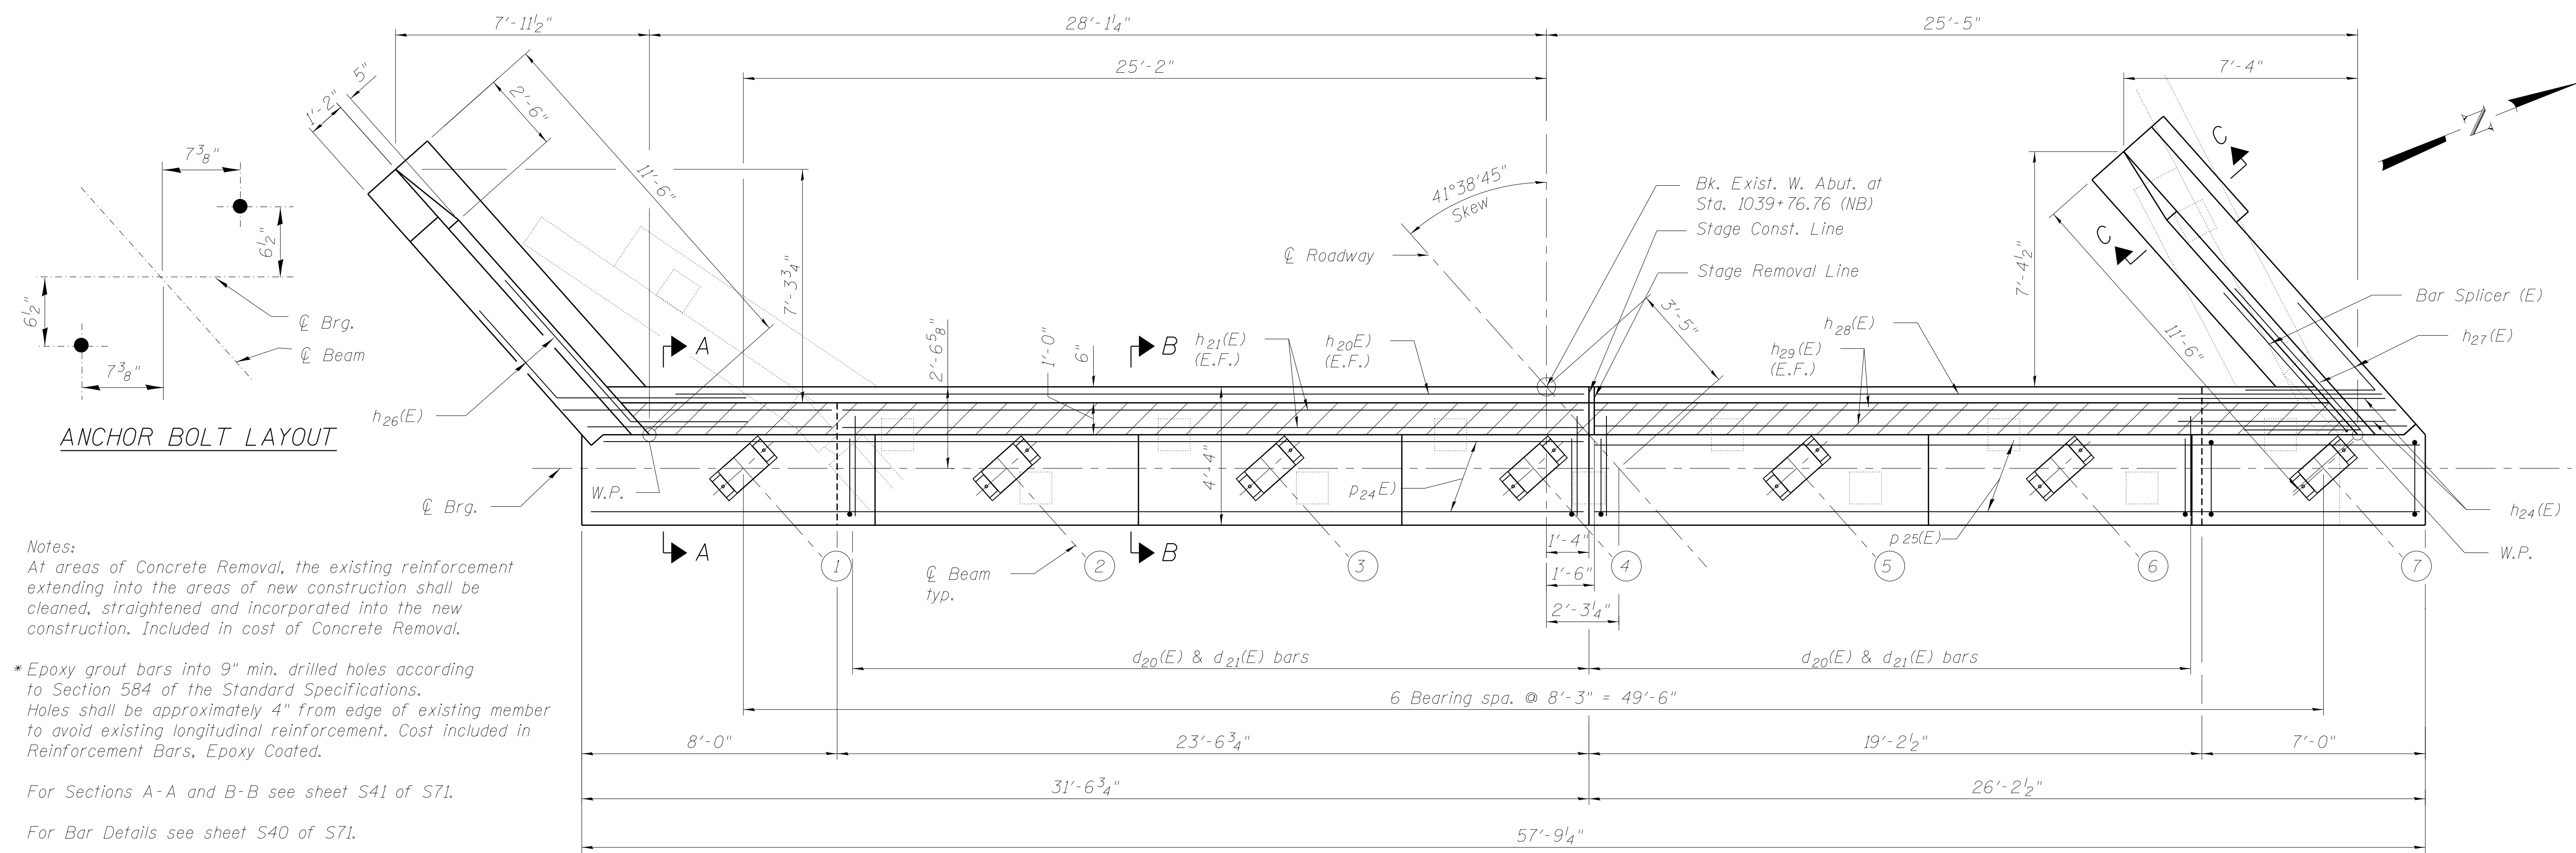 7'-11½"
28'-1¼"
25'-5"
25'-2"
7'-4"
5"
1'-2"
2'-6"
11'-6"
7⅜"
6½"
6½"
7⅜"
℄ Brg.
℄ Beam
ANCHOR BOLT LAYOUT
7'-3¾"
41°38'45"
Skew
℄ Roadway
Bk. Exist. W. Abut. at
Sta. 1039+76.76 (NB)
Stage Const. Line
Stage Removal Line
3'-5"
7'-4½"
C
C
N
11'-6"
Bar Splicer (E)
h27(E)
h26(E)
A
2'-6⅝"
1'-0"
6"
B
h21(E)
(E.F.)
h20E)
(E.F.)
h28(E)
h29(E)
(E.F.)
W.P.
℄ Brg.
4'-4"
p24E)
p25(E)
h24(E)
W.P.
A
B
℄ Beam
typ.
1
2
3
4
5
6
7
1'-4"
1'-6"
2'-3¼"
Notes:
At areas of Concrete Removal, the existing reinforcement
extending into the areas of new construction shall be
cleaned, straightened and incorporated into the new
construction. Included in cost of Concrete Removal.
* Epoxy grout bars into 9" min. drilled holes according
to Section 584 of the Standard Specifications.
Holes shall be approximately 4" from edge of existing member
to avoid existing longitudinal reinforcement. Cost included in
Reinforcement Bars, Epoxy Coated.
For Sections A-A and B-B see sheet S41 of S71.
For Bar Details see sheet S40 of S71.
d20(E) & d21(E) bars
d20(E) & d21(E) bars
6 Bearing spa. @ 8'-3" = 49'-6"
8'-0"
23'-6¾"
19'-2½"
7'-0"
31'-6¾"
26'-2½"
57'-9¼"